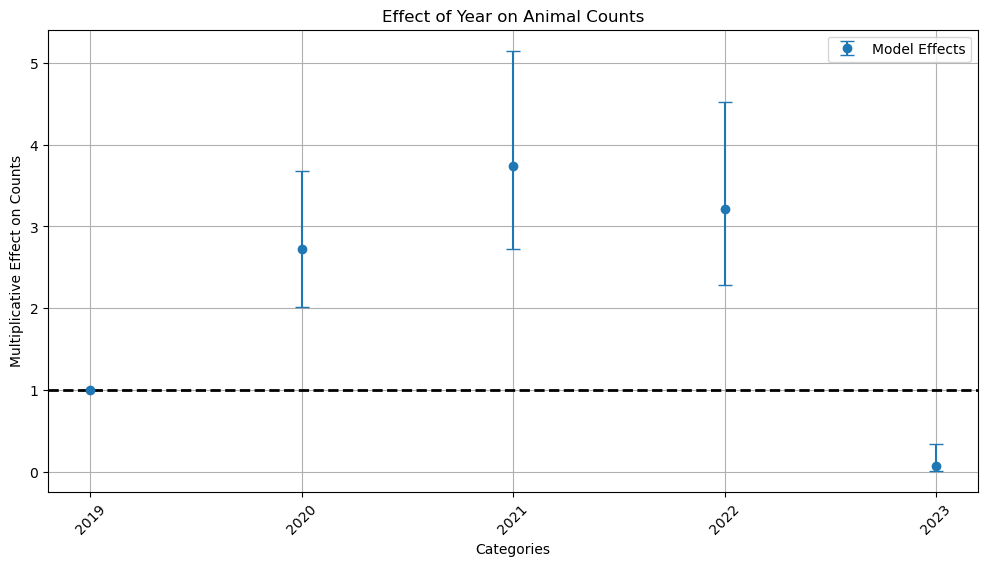 Effect of Year on Animal Counts
Model Effects
Multiplicative Effect on Counts
5
4
3
2
1
0
2019
2020
2021
2022
2023
Categories